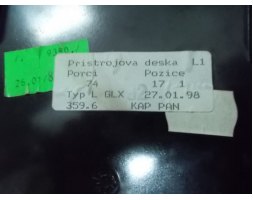 Pristrojova deska L1
Porci Pozice
74 17 1
Typ L GLX 27.01.98
359.6 KAP PAN